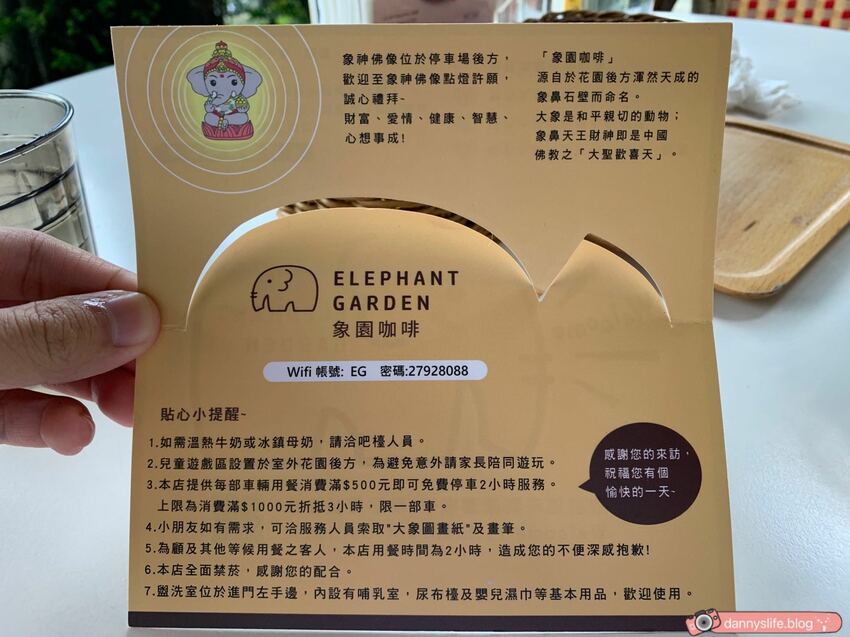 象神佛像位於停車場後方，
歡迎至象神佛像點燈許願，
誠心禮拜~
財富、愛情、健康、智慧、
心想事成!
「象園咖啡」
源自於花園後方渾然天成的
象鼻石壁而命名。
大象是和平親切的動物；
象鼻天王財神即是中國
佛教之「大聖歡喜天」。
ELEPHANT
GARDEN
象園咖啡
Wifi 帳號: EG 密碼:27928088
貼心小提醒~
1.如需溫熱牛奶或冰鎮母奶，請洽吧檯人員。
2.兒童遊戲區設置於室外花園後方，為避免意外請家長陪同遊玩。
3.本店提供每部車輛用餐消費滿$500元即可免費停車2小時服務。
上限為消費滿$1000元折抵3小時，限一部車。
4.小朋友如有需求，可洽服務人員索取"大象圖畫紙"及畫筆。
5.為顧及其他等候用餐之客人，本店用餐時間為2小時，造成您的不便深感抱歉!
6.本店全面禁菸，感謝您的配合。
7.盥洗室位於進門左手邊，內設有哺乳室，尿布檯及嬰兒濕巾等基本用品，歡迎使用。
感謝您的來訪，
祝福您有個
愉快的一天~
dannyslife.blog